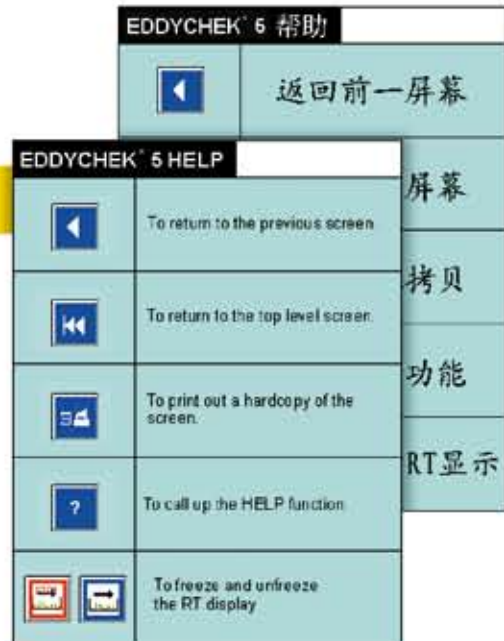 EDDYCHEK® 5 帮助
返回前一屏幕
屏幕
拷贝
功能
RT显示
EDDYCHEK® 5 HELP
To return to the previous screen
To return to the top level screen.
To print out a hardcopy of the
screen.
?
To call up the HELP function
To freeze and unfreeze
the RT display